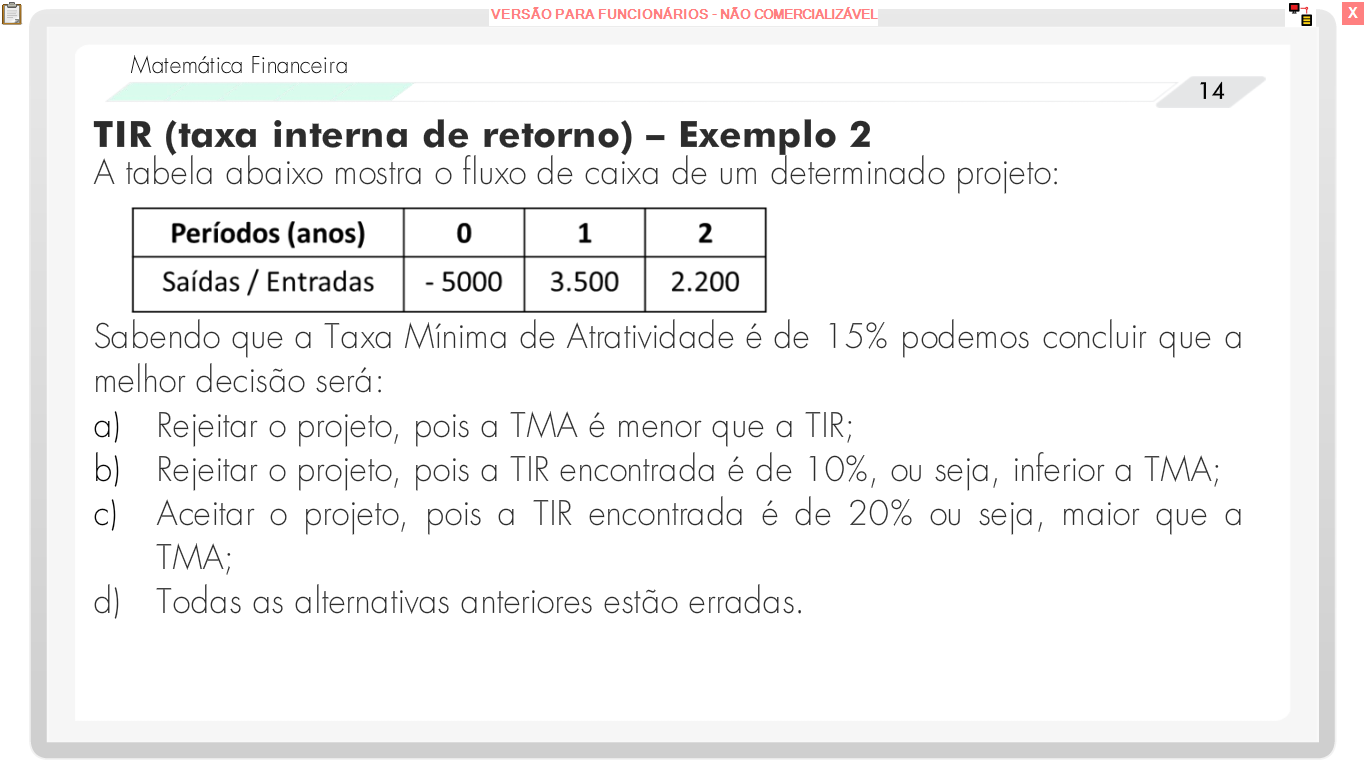 VERSÃO PARA FUNCIONÁRIOS - NÃO COMERCIALIZÁVEL
X
Matemática Financeira
14
TIR (taxa interna de retorno) – Exemplo 2
A tabela abaixo mostra o fluxo de caixa de um determinado projeto:
Períodos (anos) 0 1 2
Saídas / Entradas - 5000 3.500 2.200
Sabendo que a Taxa Mínima de Atratividade é de 15% podemos concluir que a
melhor decisão será:
a) Rejeitar o projeto, pois a TMA é menor que a TIR;
b) Rejeitar o projeto, pois a TIR encontrada é de 10%, ou seja, inferior a TMA;
c) Aceitar o projeto, pois a TIR encontrada é de 20% ou seja, maior que a
TMA;
d) Todas as alternativas anteriores estão erradas.